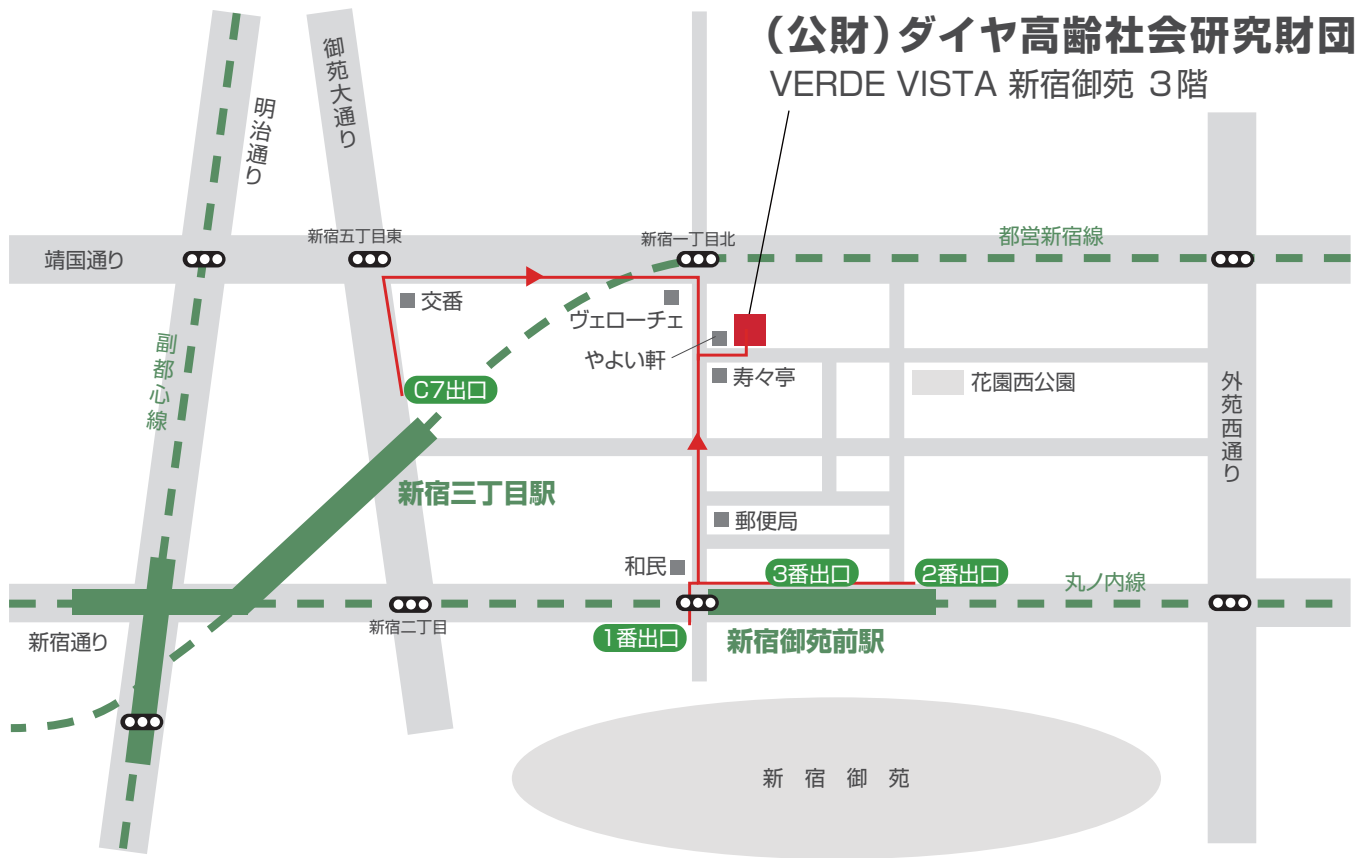 （公財）ダイヤ高齢社会研究財団
VERDE VISTA 新宿御苑 3階
御苑大通り
明治通り
新宿五丁目東
新宿一丁目北
都営新宿線
靖国通り
交番
ヴェローチェ
やよい軒
副都心線
C7出口
寿々亭
花園西公園
外苑西通り
新宿三丁目駅
郵便局
和民
3番出口
2番出口
丸ノ内線
新宿通り
新宿二丁目
1番出口
新宿御苑前駅
新宿御苑